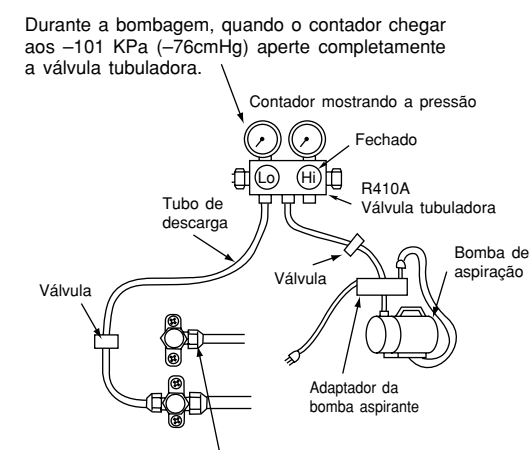 Durante a bombagem, quando o contador chegar
aos –101 KPa (–76cmHg) aperte completamente
a válvula tubuladora.
Contador mostrando a pressão
Fechado
Lo
Hi
R410A
Válvula tubuladora
Tubo de
descarga
Válvula
Bomba de
aspiração
Válvula
Adaptador da
bomba aspirante